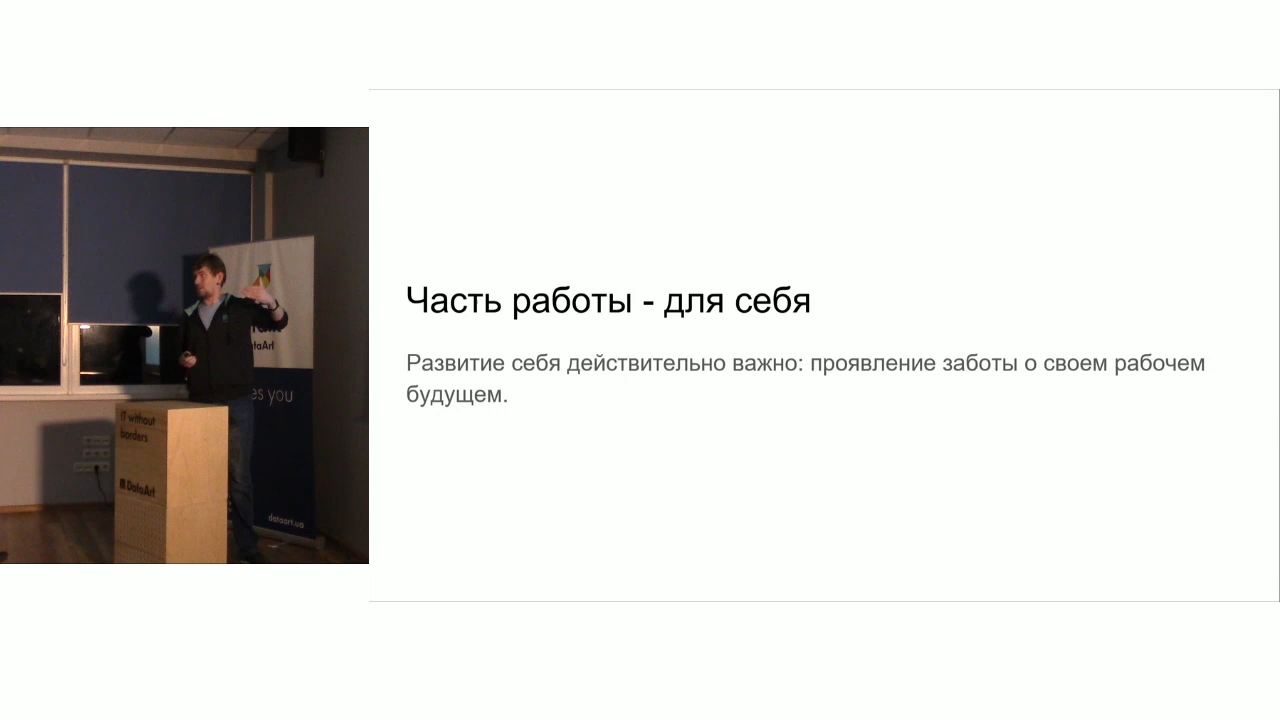 Часть работы - для себя
Развитие себя действительно важно: проявление заботы о своем рабочем
будущем.
es you
IT without
borders
DataArt
dataart.ua